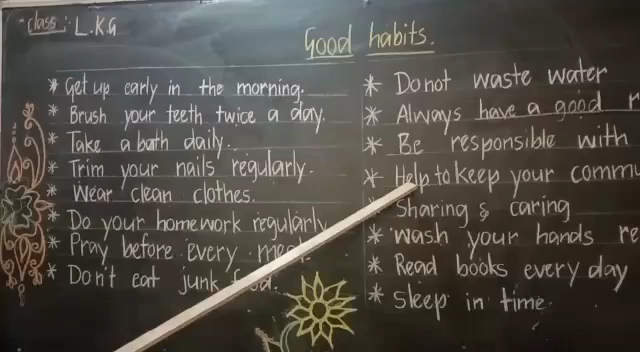 class: L.K.G
Good habits.
* Get up early in the morning.
* Brush your teeth twice a day.
* Take a bath daily.
* Trim your nails regularly.
* Wear clean clothes.
* Do your homework regularly
* Pray before every
* Don't eat junk food.
* Do not waste water
* Always have a good
* Be responsible with
* Help to keep your
* Sharing & caring
* wash your hands
* Read books every day
* Sleep in time.